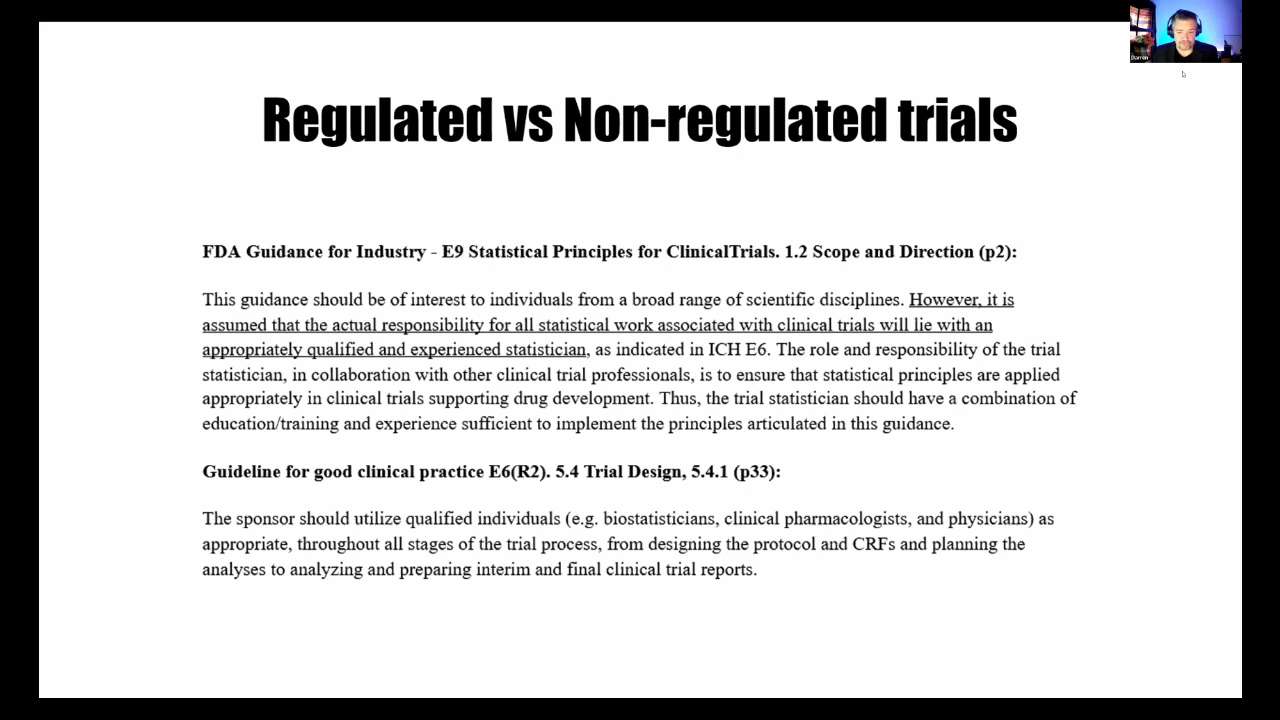 Darren
Regulated vs Non-regulated trials
FDA Guidance for Industry - E9 Statistical Principles for ClinicalTrials. 1.2 Scope and Direction (p2):
This guidance should be of interest to individuals from a broad range of scientific disciplines. However, it is
assumed that the actual responsibility for all statistical work associated with clinical trials will lie with an
appropriately qualified and experienced statistician, as indicated in ICH E6. The role and responsibility of the trial
statistician, in collaboration with other clinical trial professionals, is to ensure that statistical principles are applied
appropriately in clinical trials supporting drug development. Thus, the trial statistician should have a combination of
education/training and experience sufficient to implement the principles articulated in this guidance.
Guideline for good clinical practice E6(R2). 5.4 Trial Design, 5.4.1 (p33):
The sponsor should utilize qualified individuals (e.g. biostatisticians, clinical pharmacologists, and physicians) as
appropriate, throughout all stages of the trial process, from designing the protocol and CRFs and planning the
analyses to analyzing and preparing interim and final clinical trial reports.